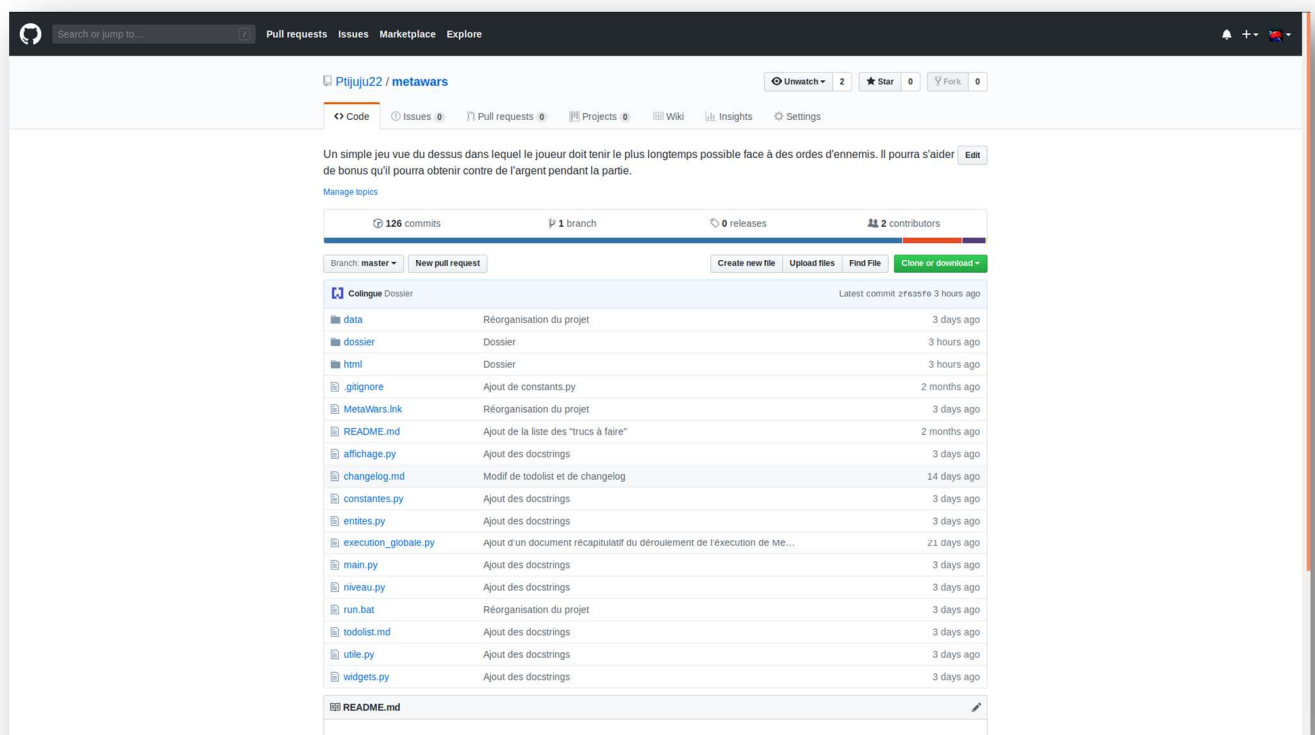 Search or jump to... / Pull requests Issues Marketplace Explore
Ptijuju22 / metawars Unwatch 2 Star 0 Fork 0
Code Issues 0 Pull requests 0 Projects 0 Wiki Insights Settings
Un simple jeu vue du dessus dans lequel le joueur doit tenir le plus longtemps possible face à des ordes d'ennemis. Il pourra s'aider Edit
de bonus qu'il pourra obtenir contre de l'argent pendant la partie.
Manage topics
126 commits 1 branch 0 releases 2 contributors
Branch: master New pull request Create new file Upload files Find File Clone or download
Colingue Dossier Latest commit 2f635f0 3 hours ago
data Réorganisation du projet 3 days ago
dossier Dossier 3 hours ago
html Dossier 3 hours ago
.gitignore Ajout de constants.py 2 months ago
MetaWars.lnk Réorganisation du projet 3 days ago
README.md Ajout de la liste des "trucs à faire" 2 months ago
affichage.py Ajout des docstrings 3 days ago
changelog.md Modif de todolist et de changelog 14 days ago
constantes.py Ajout des docstrings 3 days ago
entites.py Ajout des docstrings 3 days ago
execution_globale.py Ajout d'un document récapitulatif du déroulement de l'éxecution de Me... 21 days ago
main.py Ajout des docstrings 3 days ago
niveau.py Ajout des docstrings 3 days ago
run.bat Réorganisation du projet 3 days ago
todolist.md Ajout des docstrings 3 days ago
utile.py Ajout des docstrings 3 days ago
widgets.py Ajout des docstrings 3 days ago
README.md